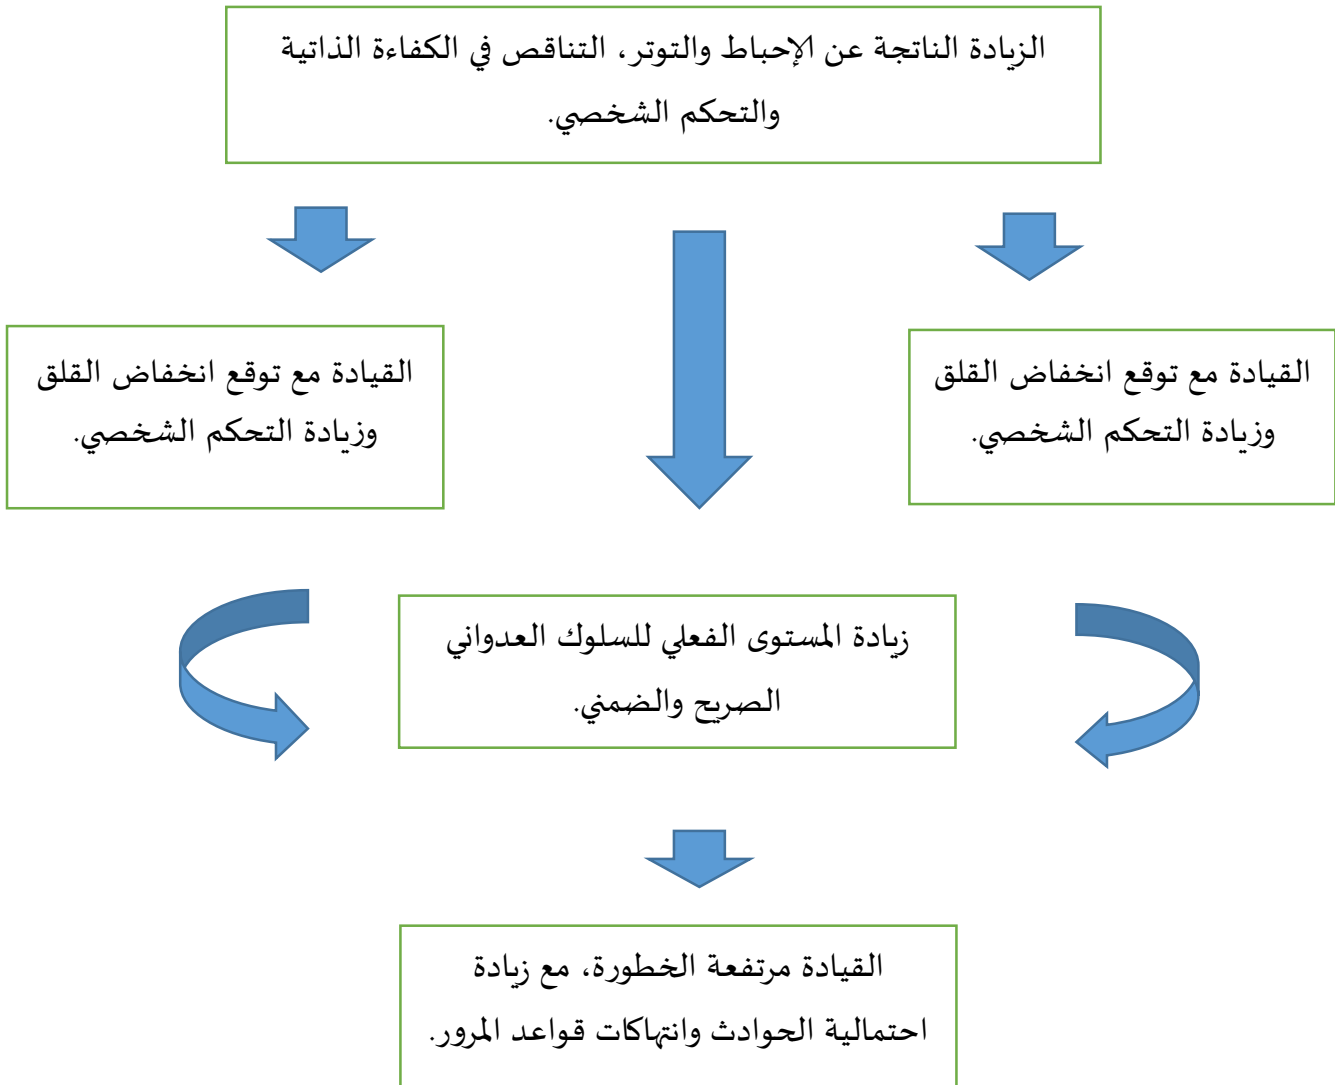 الزيادة الناتجة عن الإحباط والتوتر، التناقص في الكفاءة الذاتية
والتحكم الشخصي.
القيادة مع توقع انخفاض القلق
وزيادة التحكم الشخصي.
القيادة مع توقع انخفاض القلق
وزيادة التحكم الشخصي.
زيادة المستوى الفعلي للسلوك العدواني
الصريح والضمني.
القيادة مرتفعة الخطورة، مع زيادة
احتمالية الحوادث وانتهاكات قواعد المرور.